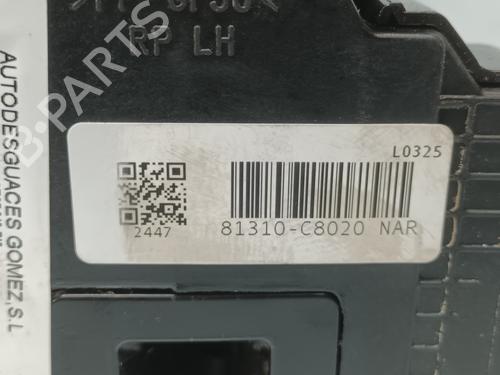 RP LH
L0325
2447
81310-C8020 NAR
AUTODESGUACES GOMEZ,S.L
B-PARTS